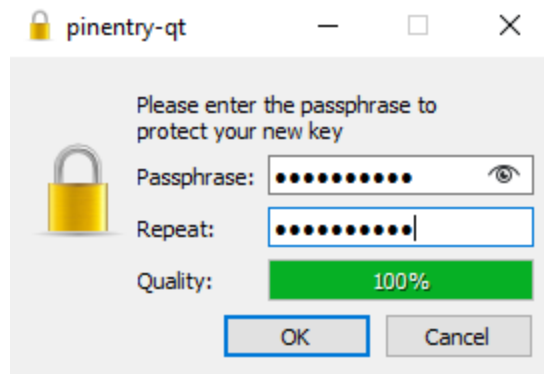 pinentry-qt
Please enter the passphrase to
protect your new key
Passphrase: ●●●●●●●●●●
Repeat: ●●●●●●●●●●
Quality: 100%
OK Cancel